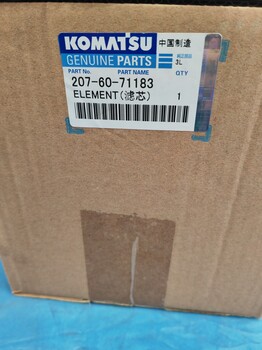 KOMATSU 中国制造
GENUINE PARTS 3L
PART No. PART NAME QTY
207-60-71183
ELEMENT(滤芯) 1